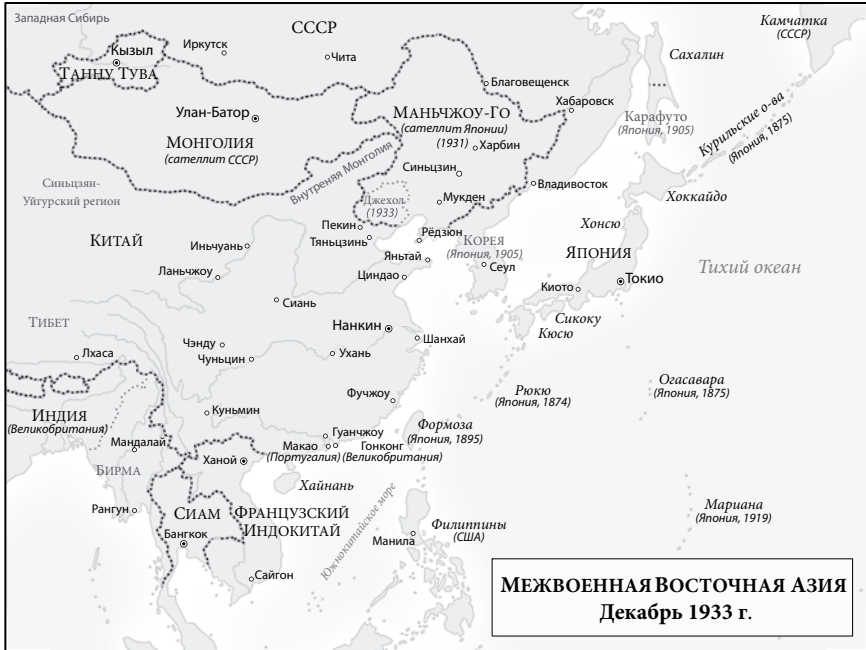 Западная Сибирь
СССР
Камчатка
(СССР)
Кызыл
Иркутск
Чита
Сахалин
ТАННУ ТУВА
Благовещенск
Улан-Батор
МАНЬЧЖОУ-ГО
(сателлит Японии)
(1931)
Хабаровск
Карафуто
(Япония, 1905)
Курильские о-ва
(Япония, 1875)
МОНГОЛИЯ
(сателлит СССР)
Харбин
Внутреняя Монголия
Синьцзин
Синьцзян-
Уйгурский регион
Джехол
(1933)
Мукден
Владивосток
Хоккайдо
Пекин
Тяньцзинь
Рёдзюн
КОРЕЯ
(Япония, 1905)
Хонсю
КИТАЙ
Иньчуань
Яньтай
Сеул
ЯПОНИЯ
Тихий океан
Ланьчжоу
Циндао
Киото
Токио
Сиань
Сикоку
Кюсю
ТИБЕТ
Нанкин
Шанхай
Лхаса
Чэнду
Чуньцин
Ухань
Рюкю
(Япония, 1874)
Огасавара
(Япония, 1875)
Фучжоу
ИНДИЯ
(Великобритания)
Куньмин
Формоза
(Япония, 1895)
Мандалай
Гуанчжоу
Макао
(Португалия)
Гонконг
(Великобритания)
Ханой
БИРМА
Хайнань
Южнокитайское море
Рангун
СИАМ
ФРАНЦУЗСКИЙ
ИНДОКИТАЙ
Филиппины
(США)
Мариана
(Япония, 1919)
Бангкок
Манила
Сайгон
МЕЖВОЕННАЯ ВОСТОЧНАЯ АЗИЯ
Декабрь 1933 г.